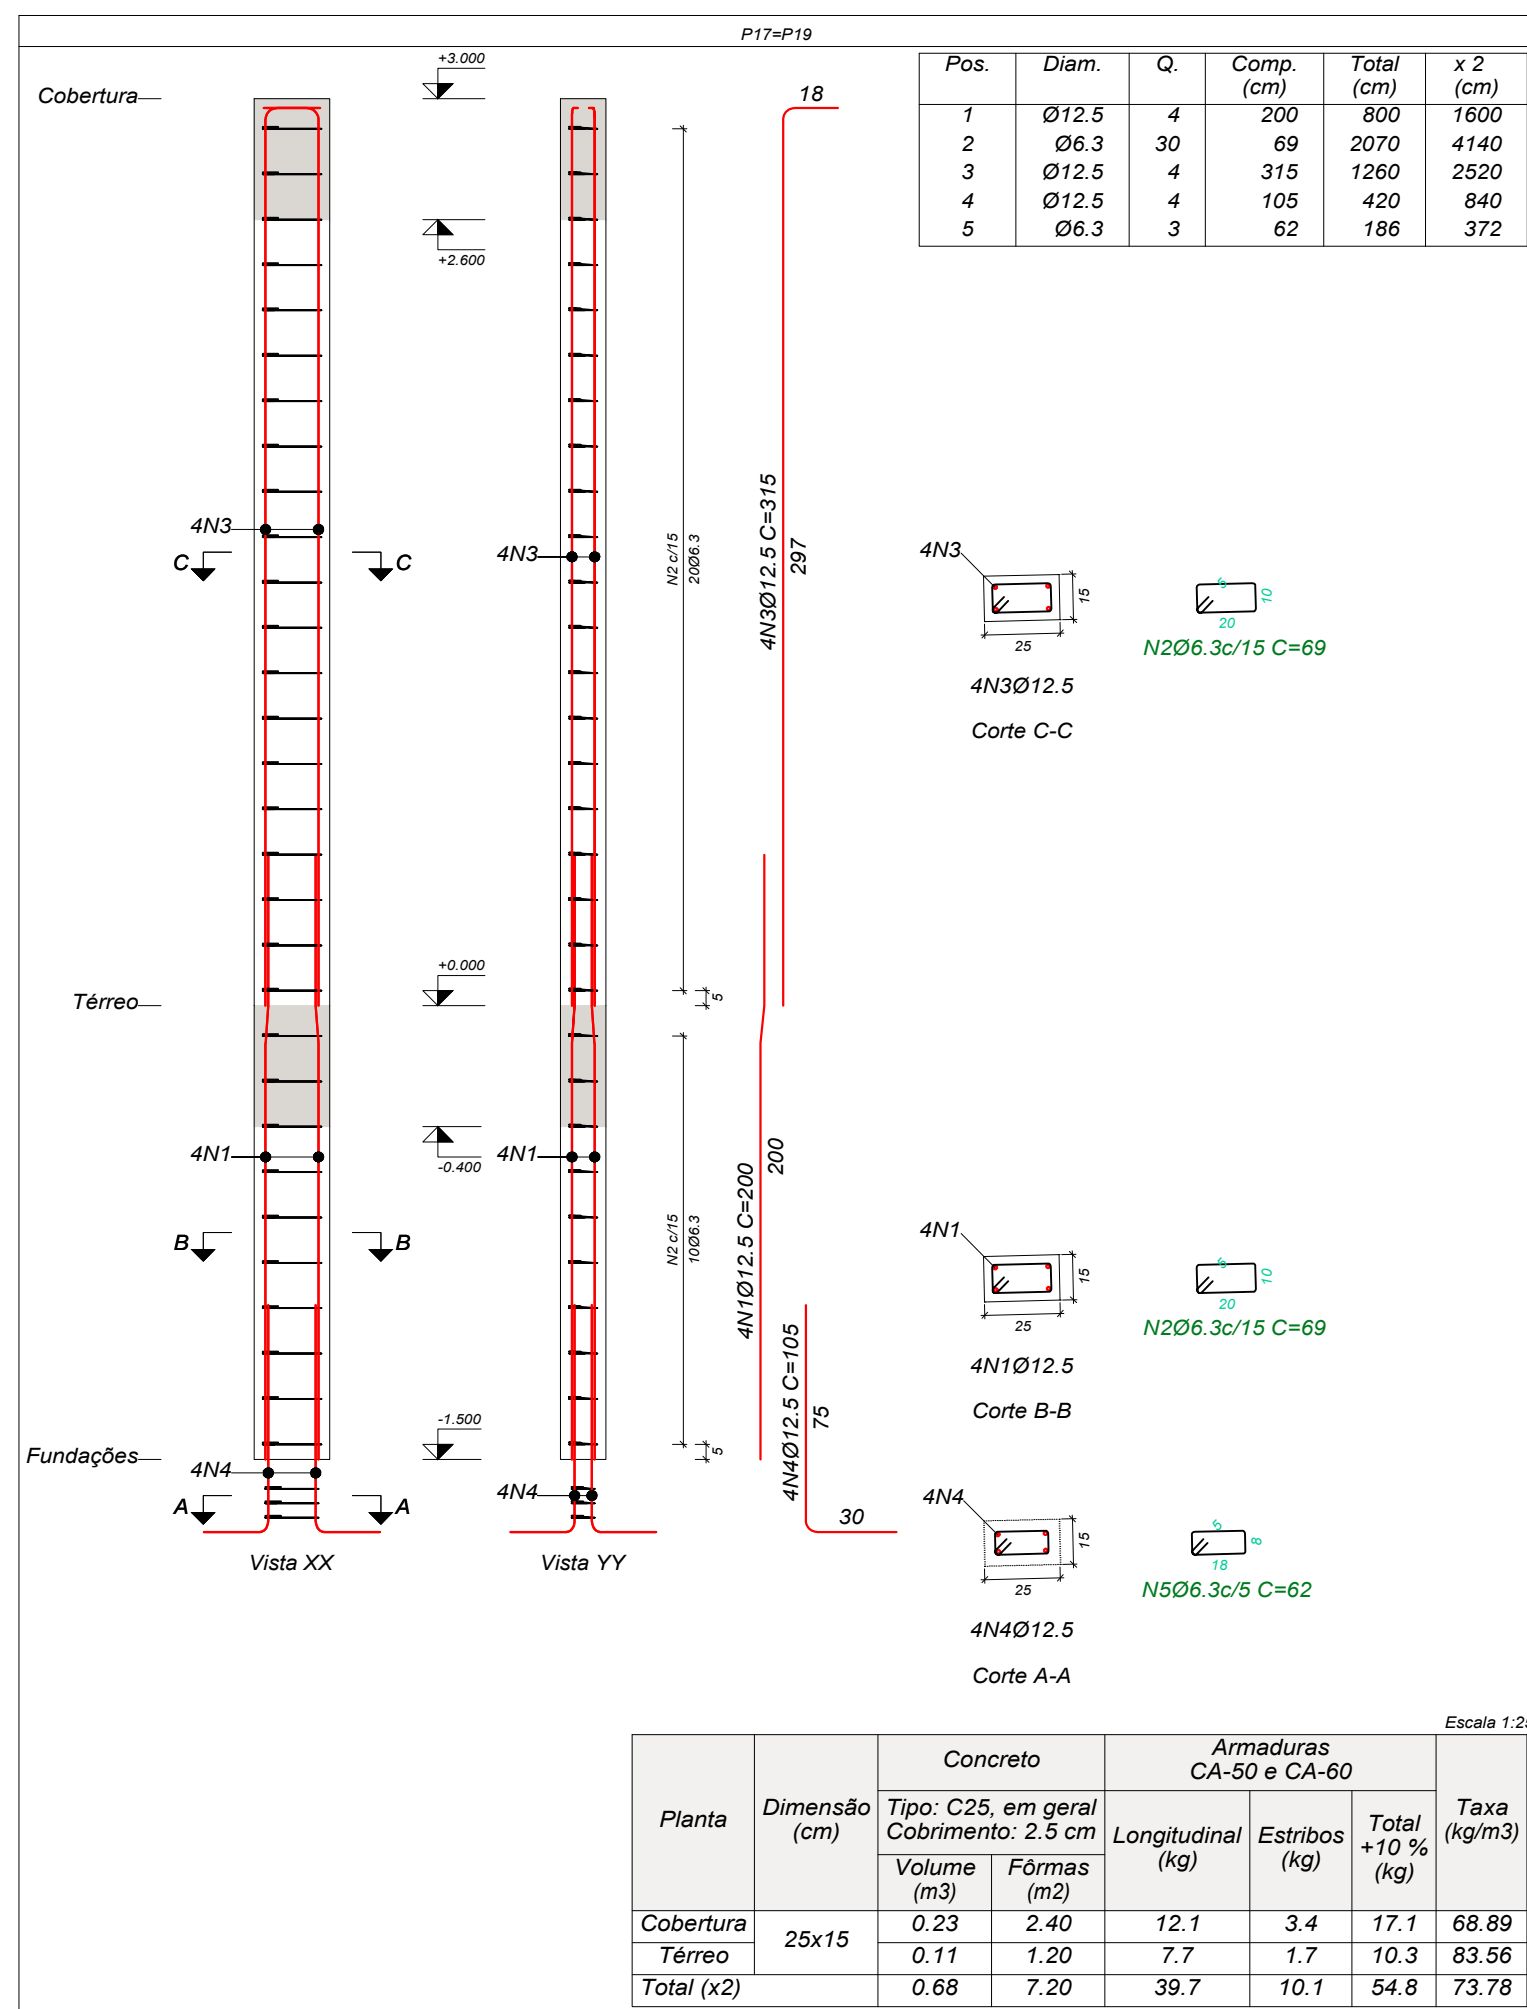 P17=P19
Pos. Diam. Q. Comp. (cm) Total (cm) x 2 (cm)
1 Ø12.5 4 200 800 1600
2 Ø6.3 30 69 2070 4140
3 Ø12.5 4 315 1260 2520
4 Ø12.5 4 105 420 840
5 Ø6.3 3 62 186 372
Cobertura
+3.000
+2.600
18
4N3
C C
4N3
N2 c/15
20Ø6.3
4N3Ø12.5 C=315
297
4N3
15
25
4N3Ø12.5
Corte C-C
5
10
20
N2Ø6.3c/15 C=69
Térreo
+0.000
5
-0.400
4N1
4N1
B B
N2 c/15
10Ø6.3
4N1Ø12.5 C=200
200
4N1
15
25
4N1Ø12.5
Corte B-B
5
10
20
N2Ø6.3c/15 C=69
Fundações
-1.500
5
4N4
A A
4N4
4N4Ø12.5 C=105
75
30
Vista XX
Vista YY
4N4
15
25
4N4Ø12.5
Corte A-A
5
8
18
N5Ø6.3c/5 C=62
Escala 1:25
Planta
Dimensão
(cm)
Concreto
Tipo: C25, em geral
Cobrimento: 2.5 cm
Volume
(m3)
Fôrmas
(m2)
Armaduras
CA-50 e CA-60
Longitudinal
(kg)
Estribos
(kg)
Total
+10 %
(kg)
Taxa
(kg/m3)
Cobertura 25x15 0.23 2.40 12.1 3.4 17.1 68.89
Térreo 0.11 1.20 7.7 1.7 10.3 83.56
Total (x2) 0.68 7.20 39.7 10.1 54.8 73.78